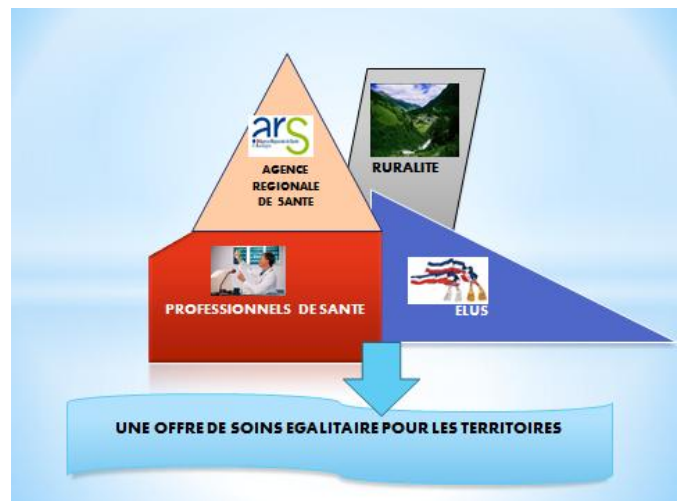 ars
AGENCE
REGIONALE
DE SANTE
RURALITE
PROFESSIONNELS DE SANTE
ELUS
UNE OFFRE DE SOINS EGALITAIRE POUR LES TERRITOIRES